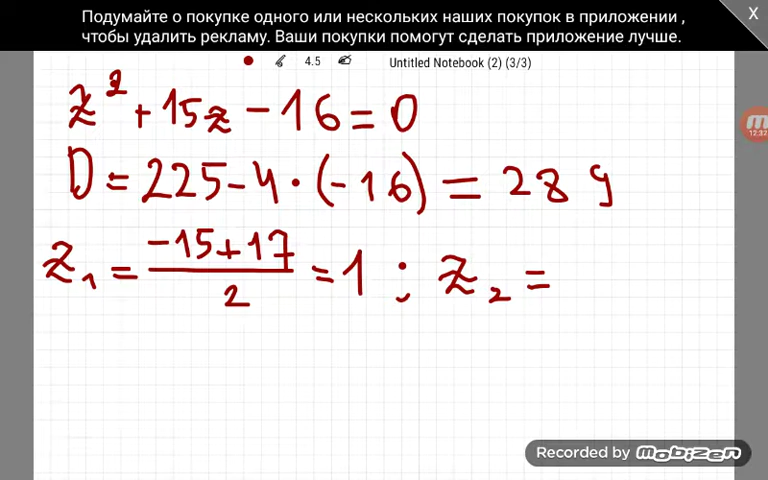 Подумайте о покупке одного или нескольких наших покупок в приложении ,
чтобы удалить рекламу. Ваши покупки помогут сделать приложение лучше.
X
4.5 Untitled Notebook (2) (3/3)
z² + 15z - 16 = 0
12:32
D = 225 - 4 · (-16) = 289
z₁ = (-15+17)/2 = 1 ; z₂ =
Recorded by mobizen